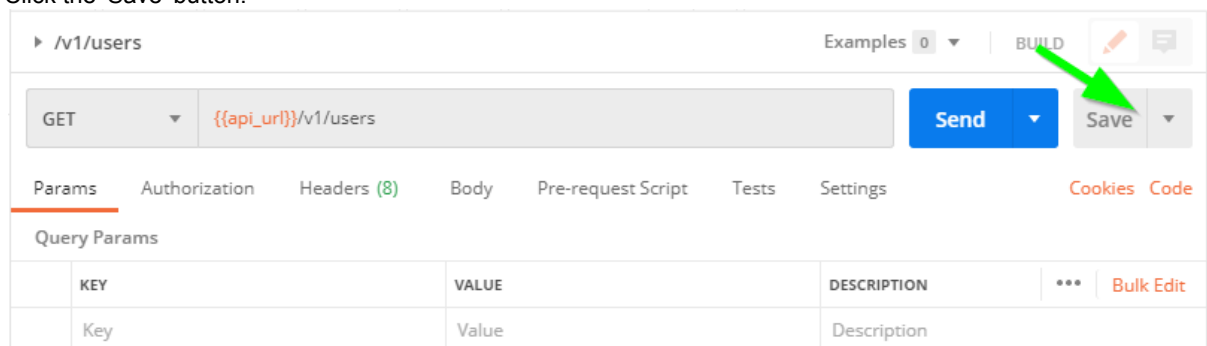 Click the 'Save' button.
/v1/users Examples 0 BUILD
GET {{api_url}}/v1/users Send Save
Params Authorization Headers (8) Body Pre-request Script Tests Settings Cookies Code
Query Params
KEY VALUE DESCRIPTION ••• Bulk Edit
Key Value Description